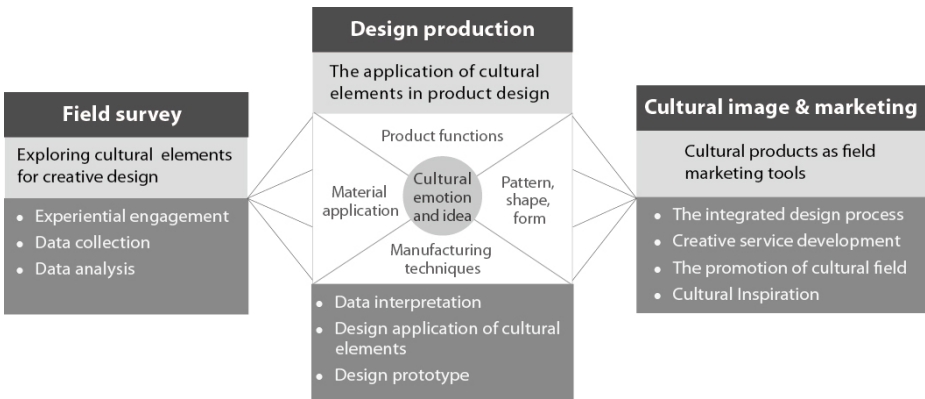 Field survey
Exploring cultural elements
for creative design
• Experiential engagement
• Data collection
• Data analysis
Design production
The application of cultural
elements in product design
Product functions
Material
application
Cultural
emotion
and idea
Pattern,
shape,
form
Manufacturing
techniques
• Data interpretation
• Design application of cultural
elements
• Design prototype
Cultural image & marketing
Cultural products as field
marketing tools
• The integrated design process
• Creative service development
• The promotion of cultural field
• Cultural Inspiration